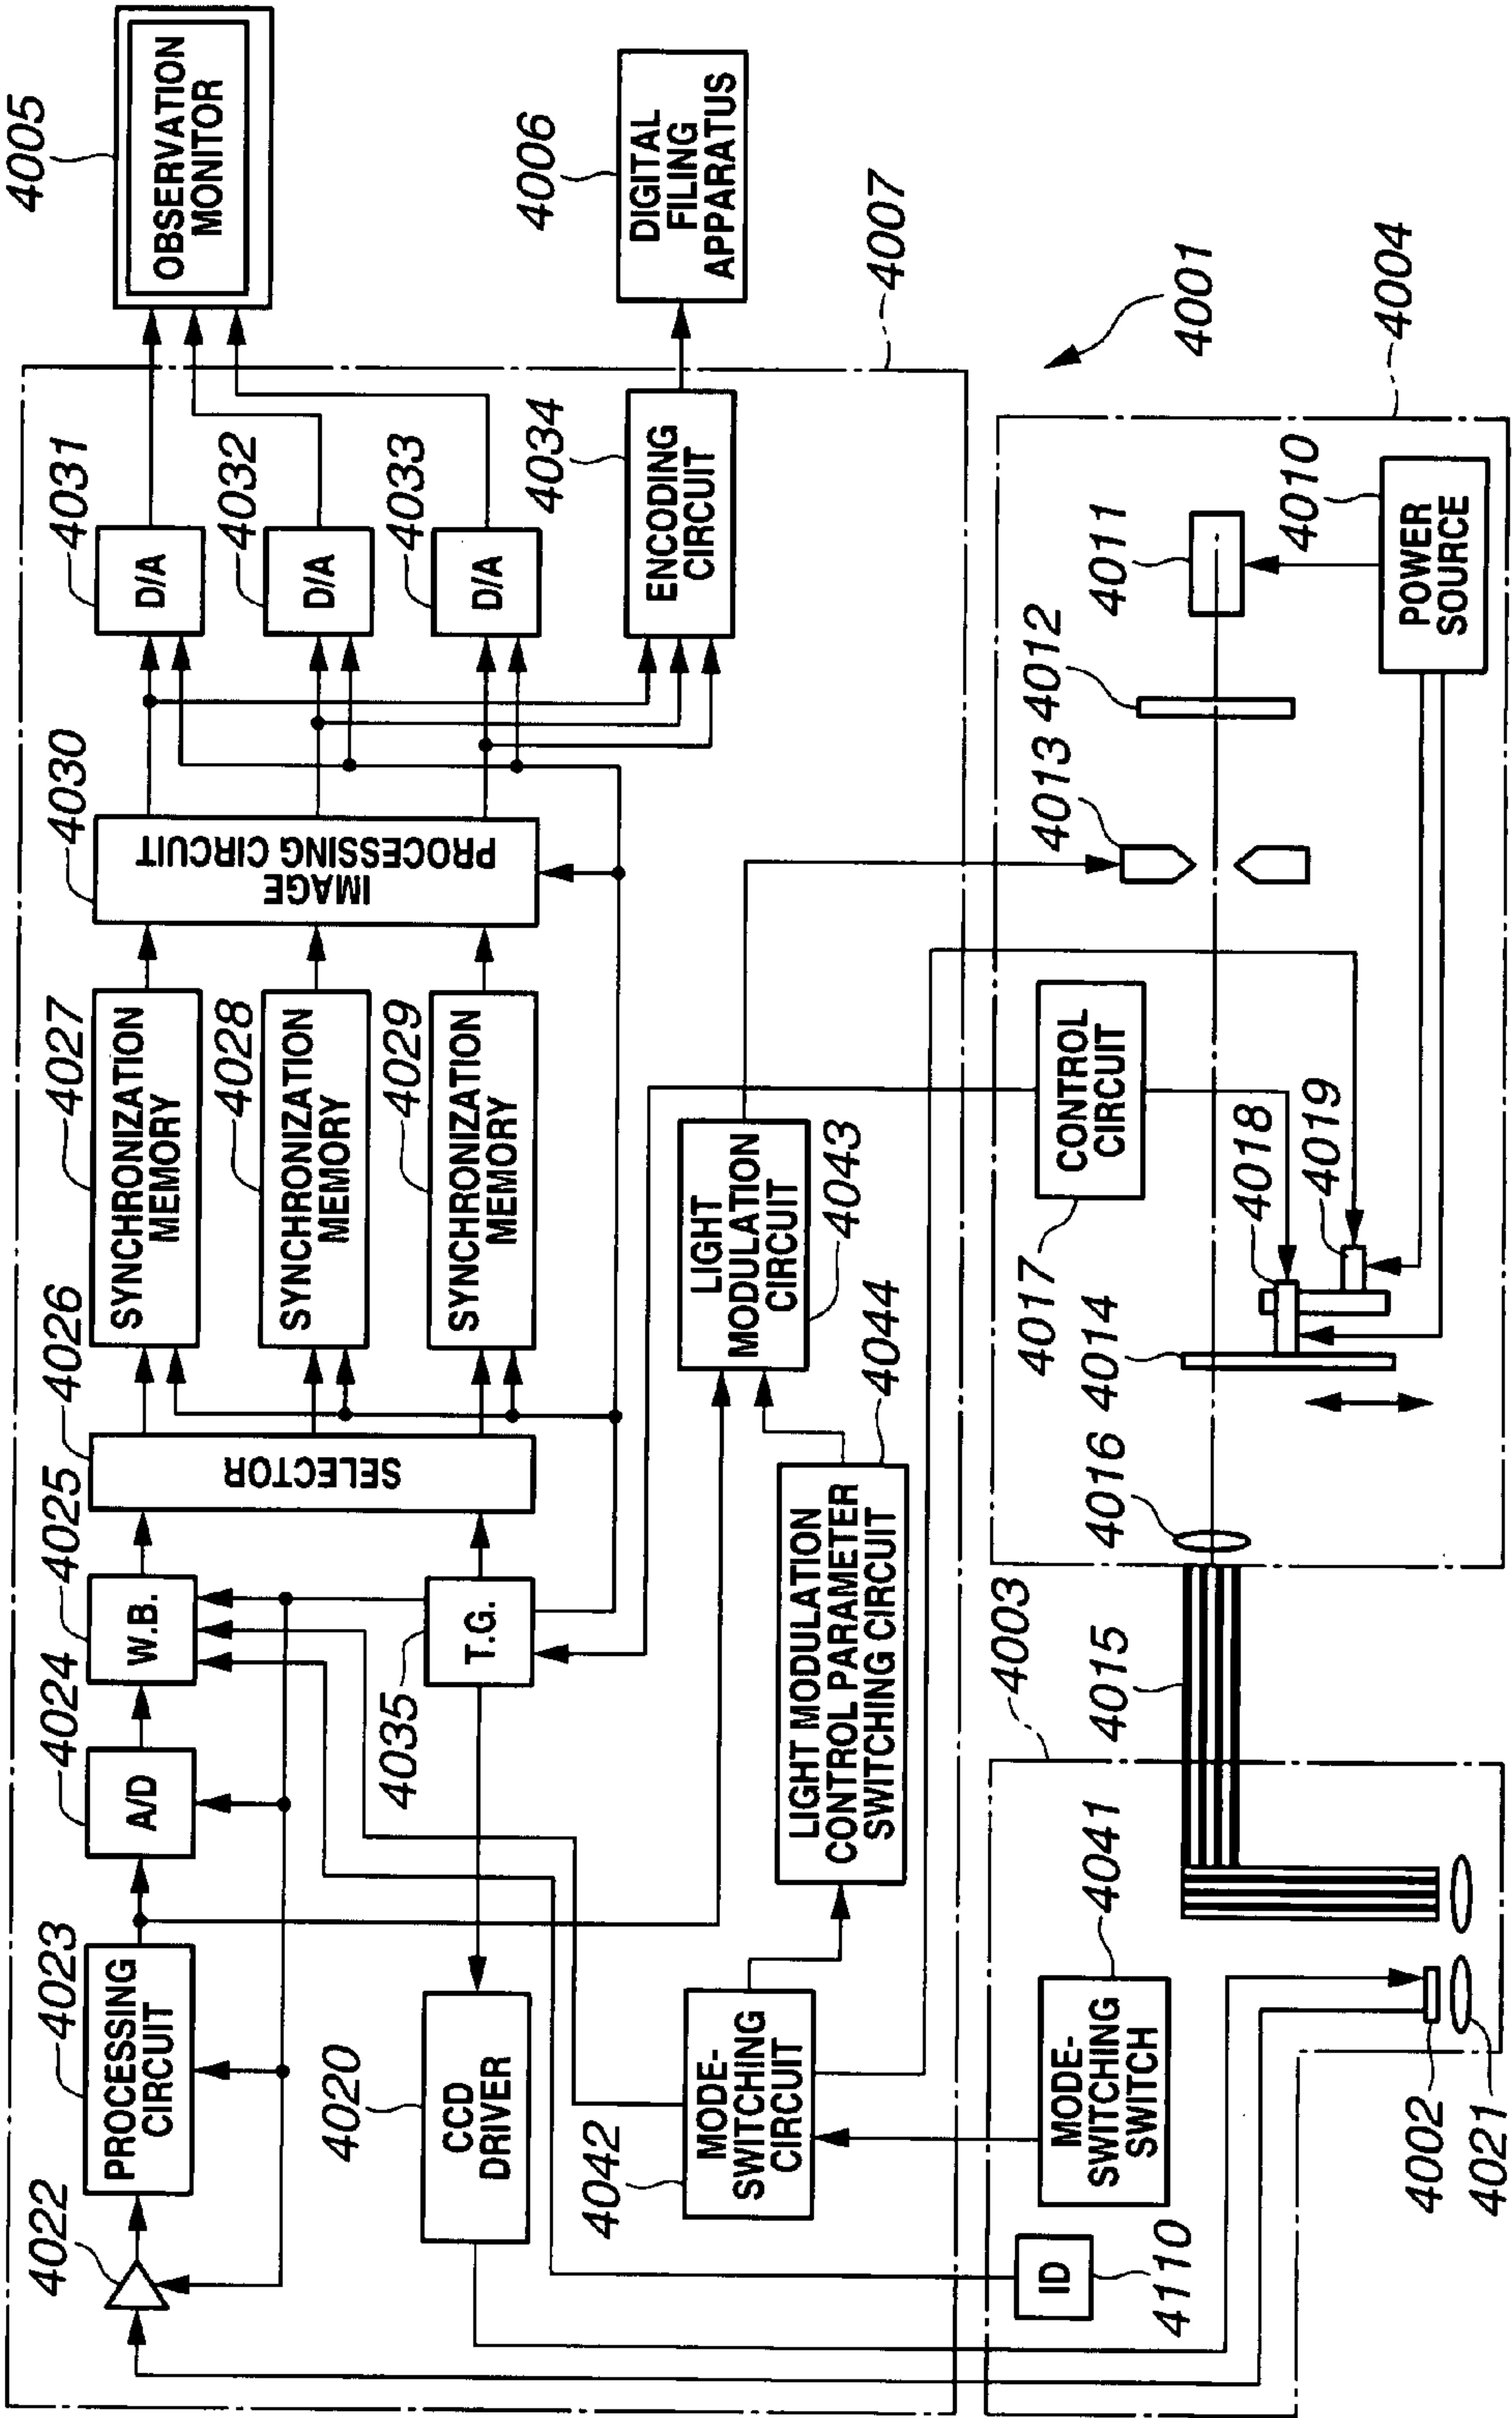 4005
OBSERVATION
MONITOR
4006
DIGITAL
FILING
APPARATUS
4007
4001
4022
4023
PROCESSING
CIRCUIT
4024
A/D
4025
W.B.
4026
SELECTOR
4027
SYNCHRONIZATION
MEMORY
4028
SYNCHRONIZATION
MEMORY
4029
SYNCHRONIZATION
MEMORY
4030
IMAGE
PROCESSING CIRCUIT
4031
D/A
4032
D/A
4033
D/A
4034
ENCODING
CIRCUIT
4035
T.G.
4020
CCD
DRIVER
4042
MODE-
SWITCHING
CIRCUIT
LIGHT MODULATION
CONTROL PARAMETER
SWITCHING CIRCUIT
4044
LIGHT
MODULATION
CIRCUIT
4043
4003
ID
4110
MODE-
SWITCHING
SWITCH
4041
4002
4021
4015
4004
4016
4014
4017
CONTROL
CIRCUIT
4018
4019
4013
4012
4011
4010
POWER
SOURCE